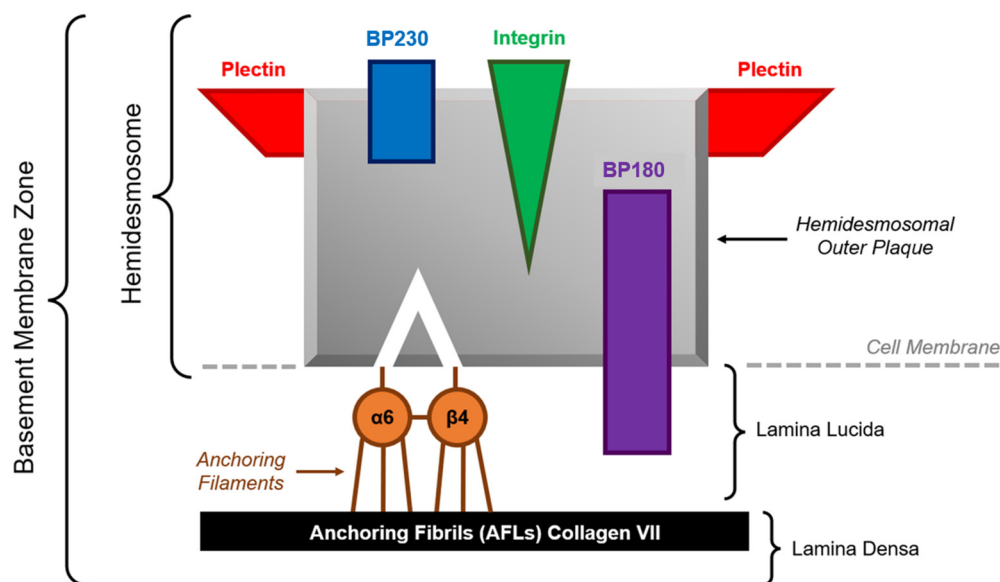 BP230
Integrin
Plectin
Plectin
BP180
Hemidesmosomal
Outer Plaque
Hemidesmosome
Basement Membrane Zone
Cell Membrane
α6
β4
Lamina Lucida
Anchoring
Filaments
Anchoring Fibrils (AFLs) Collagen VII
Lamina Densa